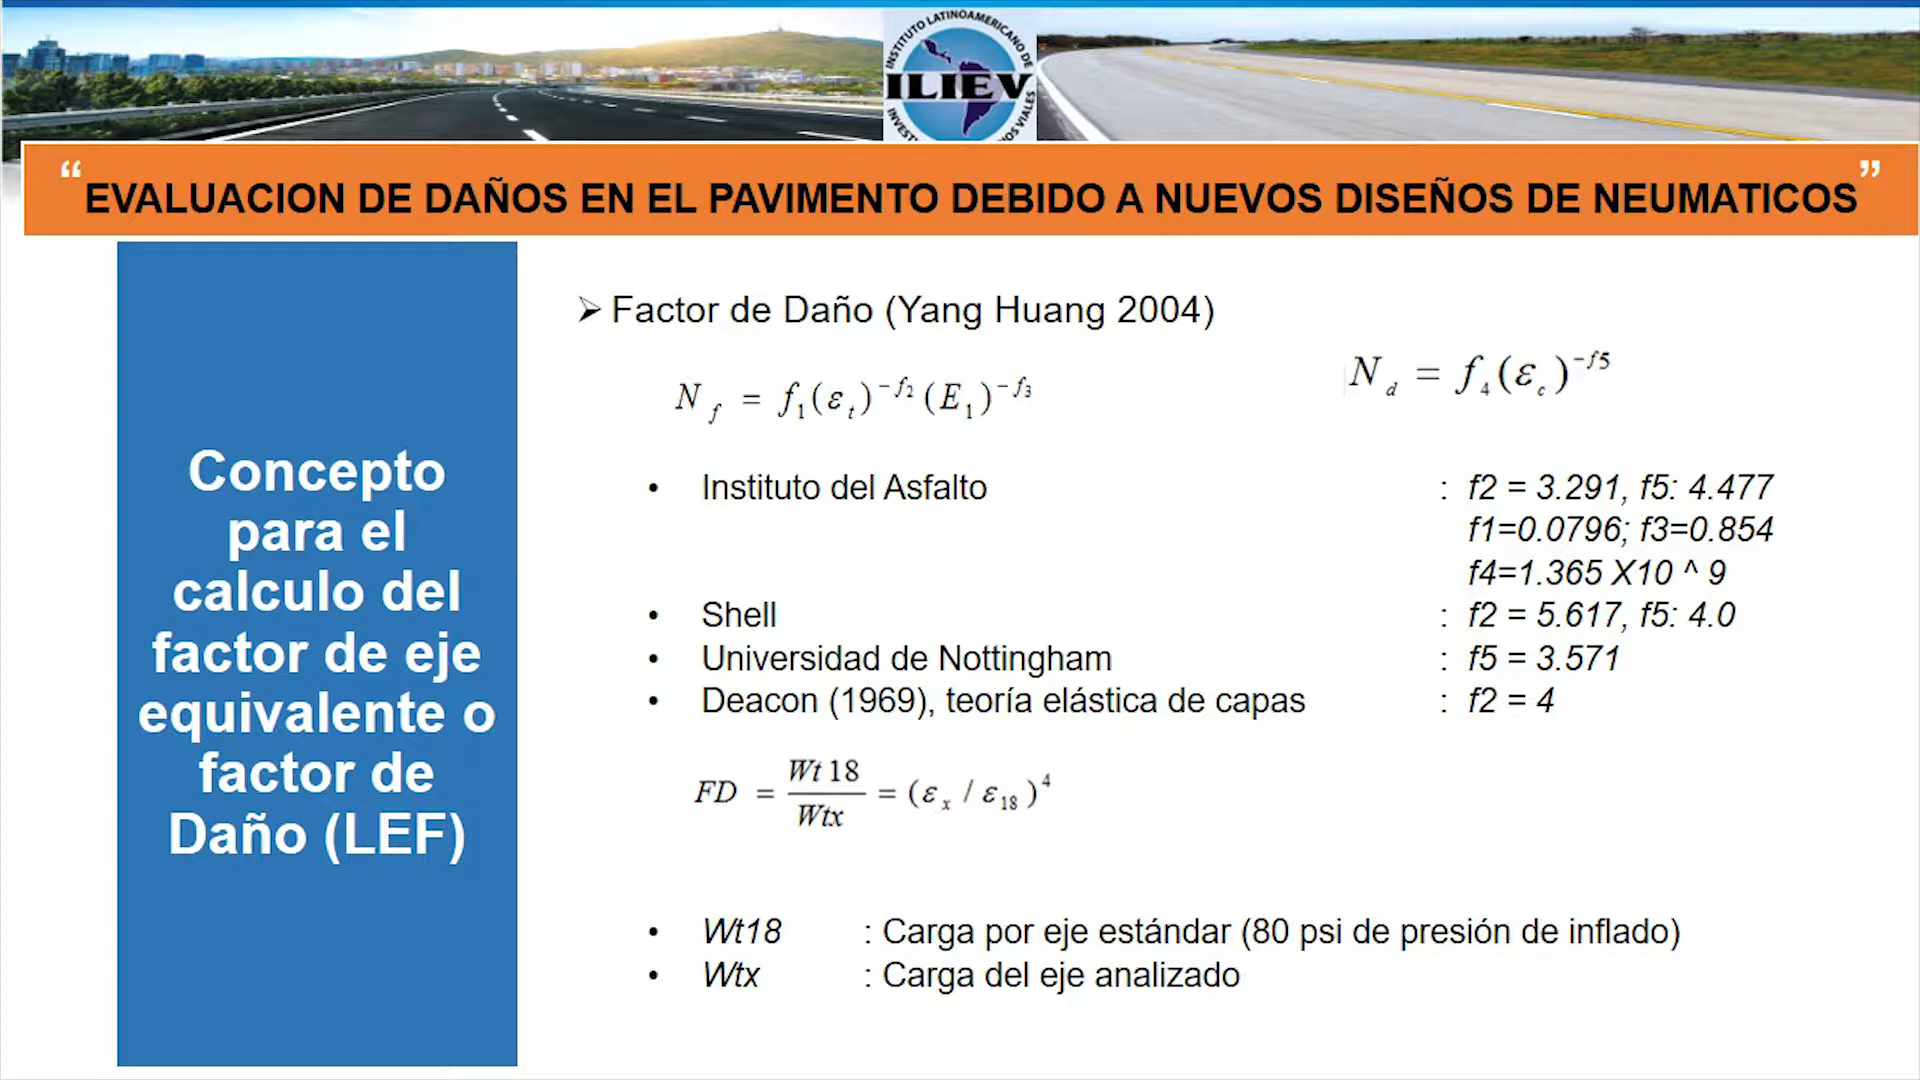 INSTITUTO LATINOAMERICANO DE
ILIEV
“EVALUACION DE DAÑOS EN EL PAVIMENTO DEBIDO A NUEVOS DISEÑOS DE NEUMATICOS”
Concepto
para el
calculo del
factor de eje
equivalente o
factor de
Daño (LEF)
➢ Factor de Daño (Yang Huang 2004)
N_f = f_1(ε_t)^{-f_2}(E_1)^{-f_3}
N_d = f_4(ε_c)^{-f5}
• Instituto del Asfalto : f2 = 3.291, f5: 4.477
f1=0.0796; f3=0.854
f4=1.365 X10 ^ 9
• Shell : f2 = 5.617, f5: 4.0
• Universidad de Nottingham : f5 = 3.571
• Deacon (1969), teoría elástica de capas : f2 = 4
FD = Wt 18 / Wtx = (ε_x / ε_18)^4
• Wt18 : Carga por eje estándar (80 psi de presión de inflado)
• Wtx : Carga del eje analizado